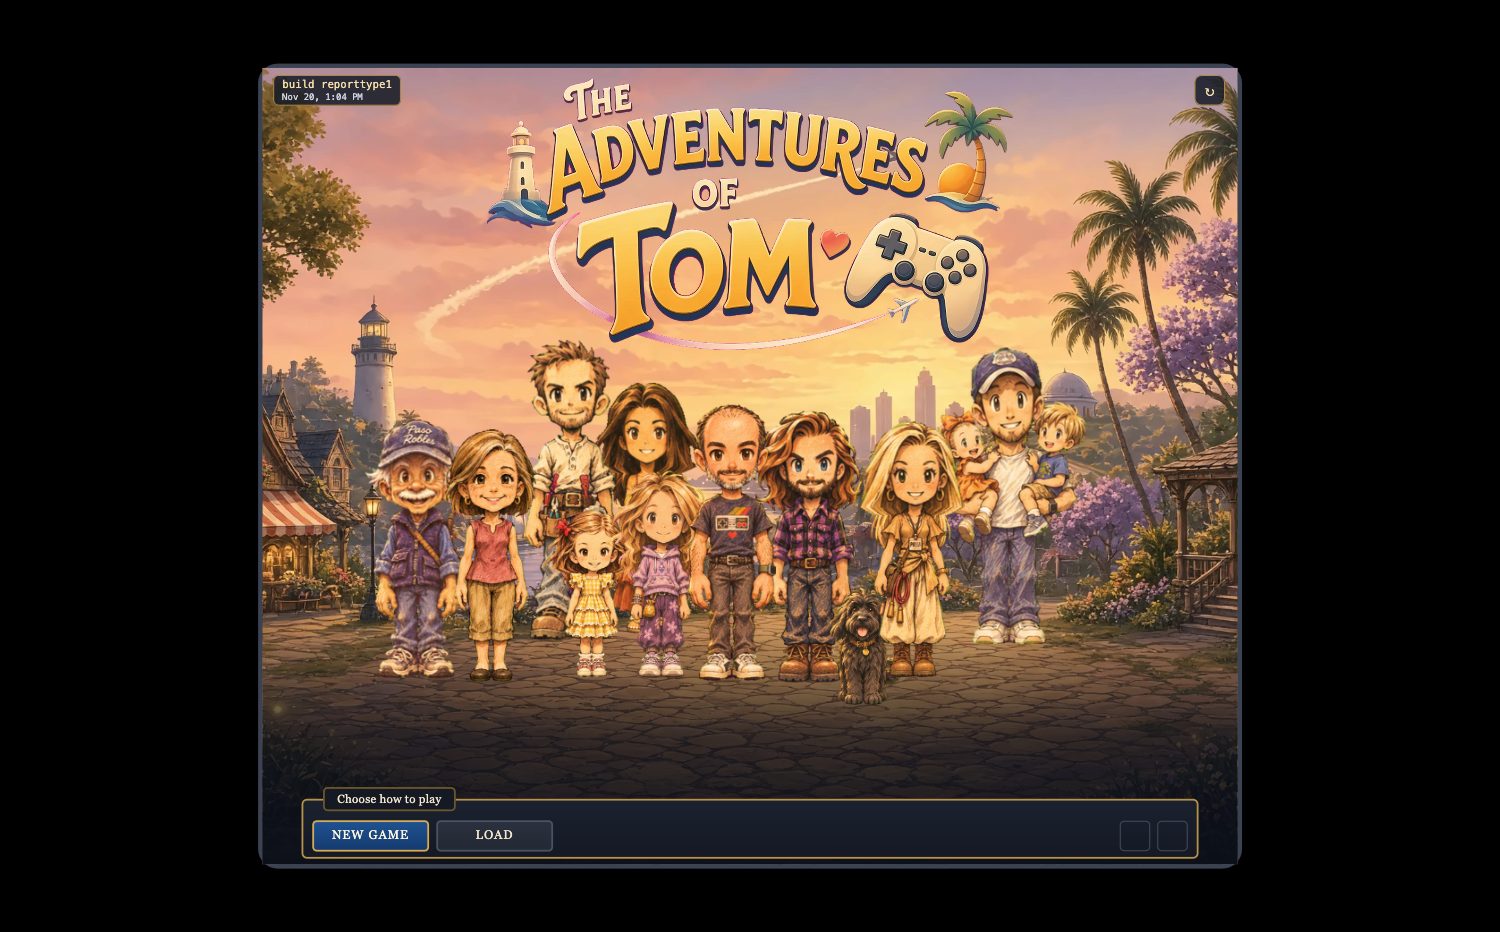 build reporttype1
Nov 20, 1:04 PM
↻
THE
ADVENTURES
OF
TOM
Paso
Robles
Choose how to play
NEW GAME
LOAD